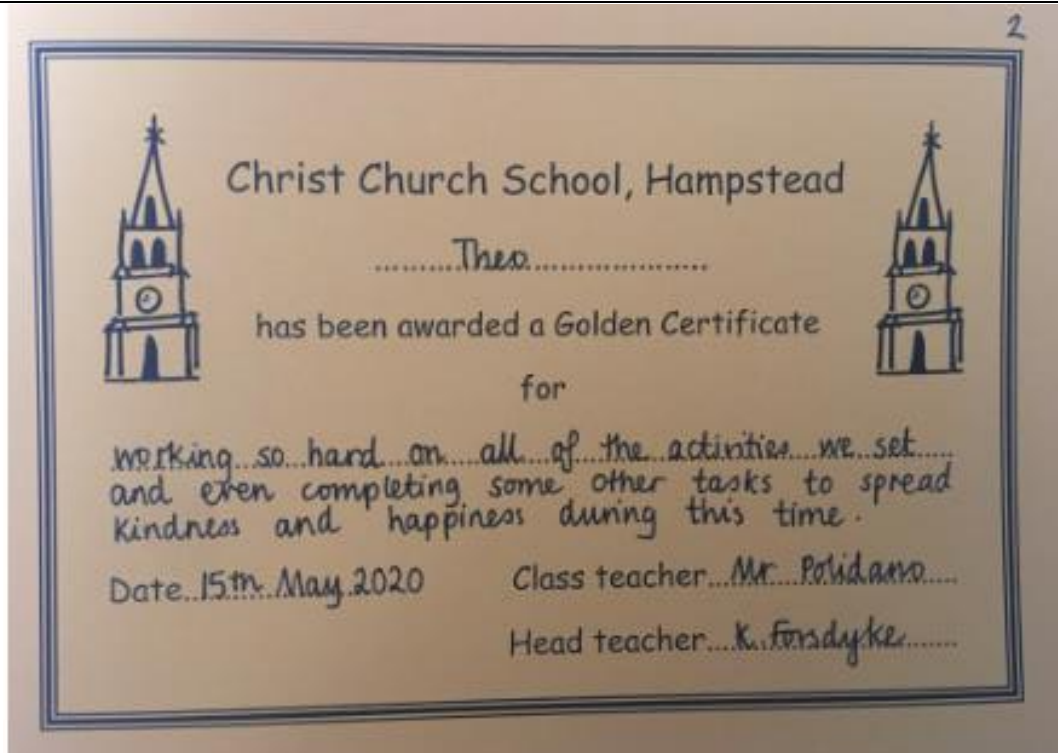 2
Christ Church School, Hampstead
.........Theo.....................
has been awarded a Golden Certificate
for
working so hard on all of the activities we set
and even completing some other tasks to spread
kindness and happiness during this time.
Date..15th May 2020 Class teacher...Mr Polidano.....
Head teacher....K. Forsdyke.......